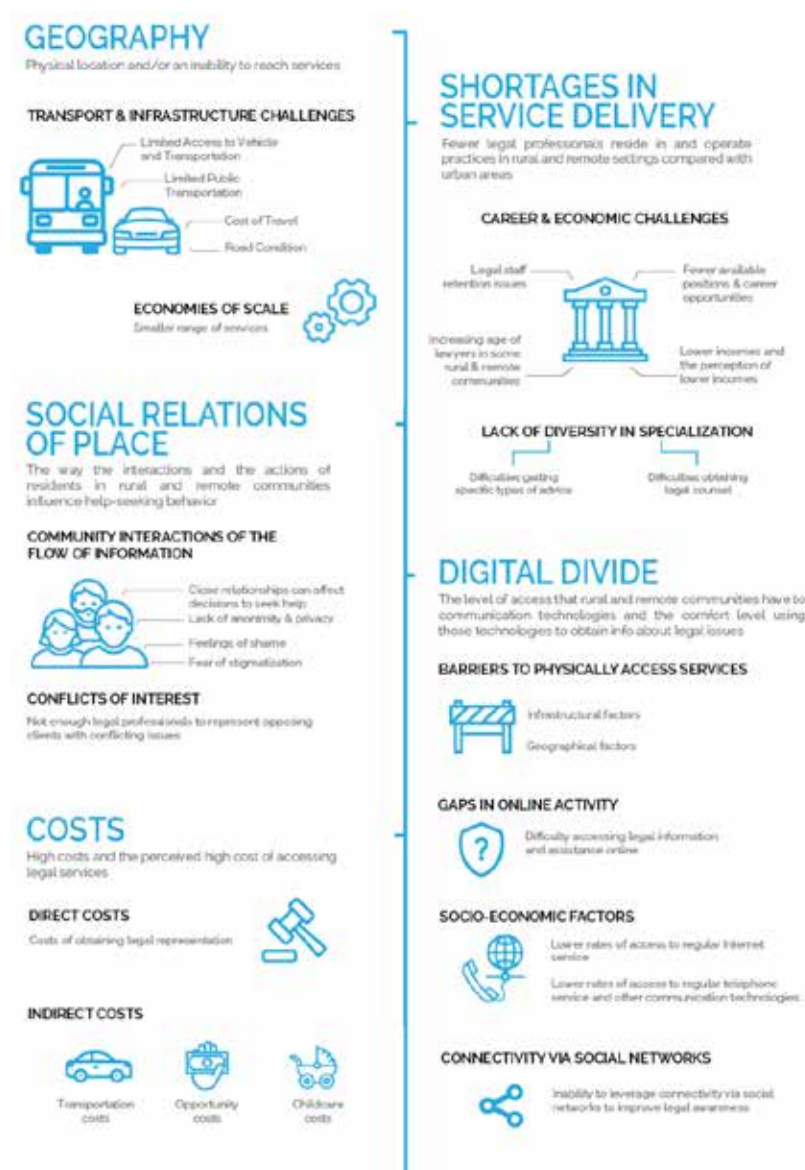 GEOGRAPHY
Physical location and/or an inability to reach services
TRANSPORT & INFRASTRUCTURE CHALLENGES
Limited Access to Vehicle
and Transportation
Limited Public
Transportation
Cost of Travel
Road Condition
ECONOMIES OF SCALE
Smaller range of services
SOCIAL RELATIONS
OF PLACE
The way the interactions and the actions of
residents in rural and remote communities
influence help-seeking behavior
COMMUNITY INTERACTIONS OF THE
FLOW OF INFORMATION
Close relationships can affect
decisions to seek help
Lack of anonimity & privacy
Feelings of shame
Fear of stigmatization
CONFLICTS OF INTEREST
Not enough legal professionals to represent opposing
clients with conflicting issues
COSTS
High costs and the perceived high cost of accessing
legal services
DIRECT COSTS
Costs of obtaining legal representation
INDIRECT COSTS
Transportation
costs
Opportunity
costs
Childcare
costs
SHORTAGES IN
SERVICE DELIVERY
Fewer legal professionals reside in and operate
practices in rural and remote settings compared with
urban areas
CAREER & ECONOMIC CHALLENGES
Legal staff
retention issues
Fewer available
positions & career
opportunities
Increasing age of
lawyers in some
rural & remote
communities
Lower incomes and
the perception of
lower incomes
LACK OF DIVERSITY IN SPECIALIZATION
Difficulties getting
specific types of advice
Difficulties obtaining
legal counsel
DIGITAL DIVIDE
The level of access that rural and remote communities have to
communication technologies and the comfort level using
those technologies to obtain info about legal issues
BARRIERS TO PHYSICALLY ACCESS SERVICES
Infrastructural factors
Geographical factors
GAPS IN ONLINE ACTIVITY
?
Difficulty accessing legal information
and assistance online
SOCIO-ECONOMIC FACTORS
Lower rates of access to regular Internet
service
Lower rates of access to regular telephone
service and other communication technologies
CONNECTIVITY VIA SOCIAL NETWORKS
Inability to leverage connectivity via social
networks to improve legal awareness